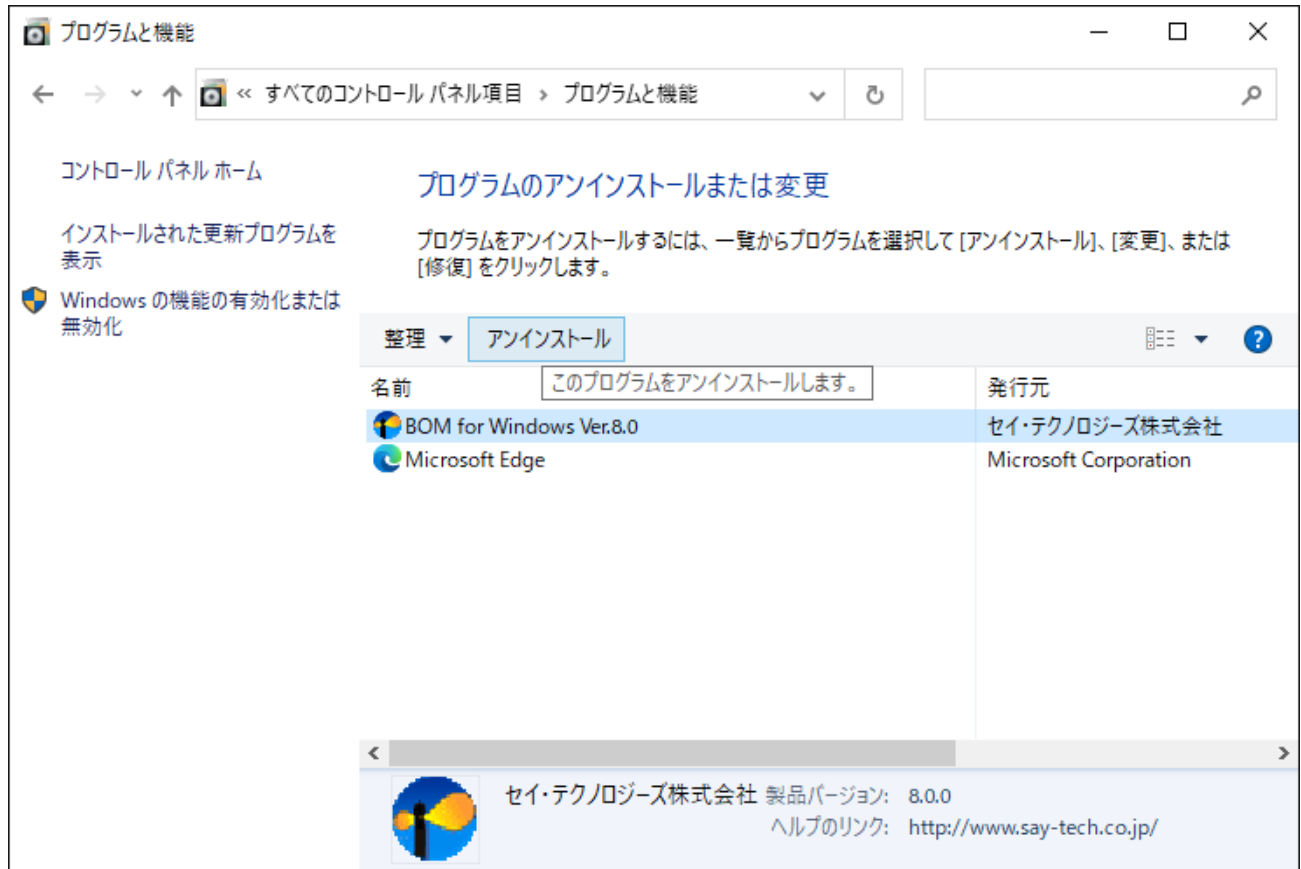 プログラムと機能
« すべてのコントロール パネル項目 › プログラムと機能
コントロール パネル ホーム
インストールされた更新プログラムを
表示
Windows の機能の有効化または
無効化
プログラムのアンインストールまたは変更
プログラムをアンインストールするには、一覧からプログラムを選択して [アンインストール]、[変更]、または
[修復] をクリックします。
整理 アンインストール
名前 このプログラムをアンインストールします。 発行元
BOM for Windows Ver.8.0 セイ・テクノロジーズ株式会社
Microsoft Edge Microsoft Corporation
セイ・テクノロジーズ株式会社 製品バージョン: 8.0.0
ヘルプのリンク: http://www.say-tech.co.jp/